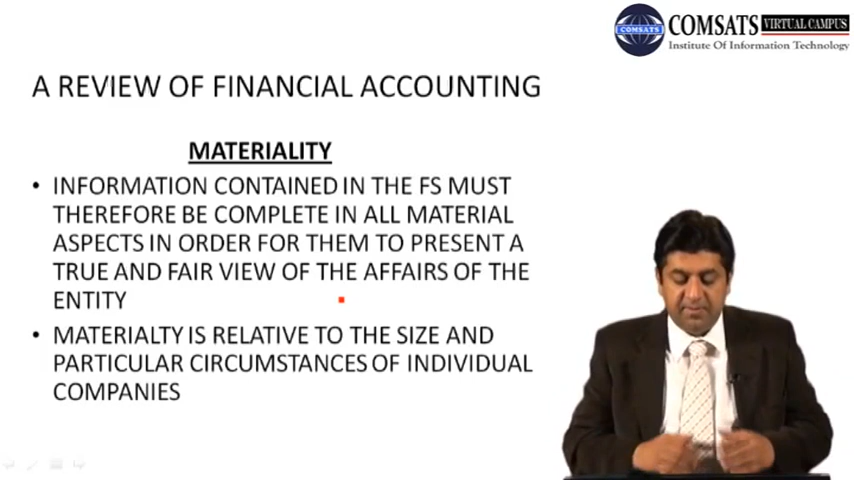 COMSATS VIRTUAL CAMPUS
COMSATS
Institute Of Information Technology
A REVIEW OF FINANCIAL ACCOUNTING
MATERIALITY
• INFORMATION CONTAINED IN THE FS MUST
THEREFORE BE COMPLETE IN ALL MATERIAL
ASPECTS IN ORDER FOR THEM TO PRESENT A
TRUE AND FAIR VIEW OF THE AFFAIRS OF THE
ENTITY
• MATERIALTY IS RELATIVE TO THE SIZE AND
PARTICULAR CIRCUMSTANCES OF INDIVIDUAL
COMPANIES